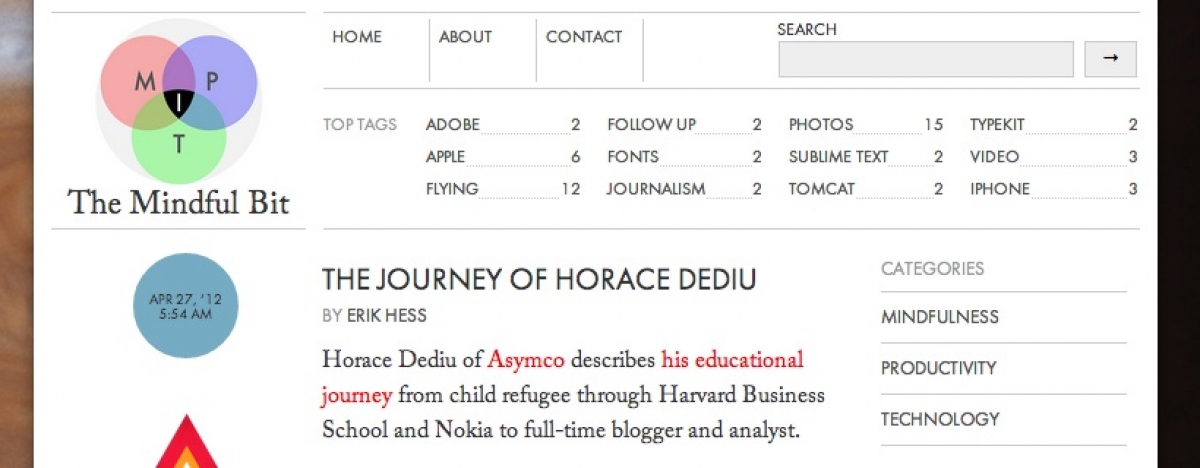 M P
I
T
The Mindful Bit
HOME ABOUT CONTACT
SEARCH
→
TOP TAGS
ADOBE 2 FOLLOW UP 2 PHOTOS 15 TYPEKIT 2
APPLE 6 FONTS 2 SUBLIME TEXT 2 VIDEO 3
FLYING 12 JOURNALISM 2 TOMCAT 2 IPHONE 3
APR 27, ‘12
5:54 AM
THE JOURNEY OF HORACE DEDIU
BY ERIK HESS
Horace Dediu of Asymco describes his educational
journey from child refugee through Harvard Business
School and Nokia to full-time blogger and analyst.
CATEGORIES
MINDFULNESS
PRODUCTIVITY
TECHNOLOGY